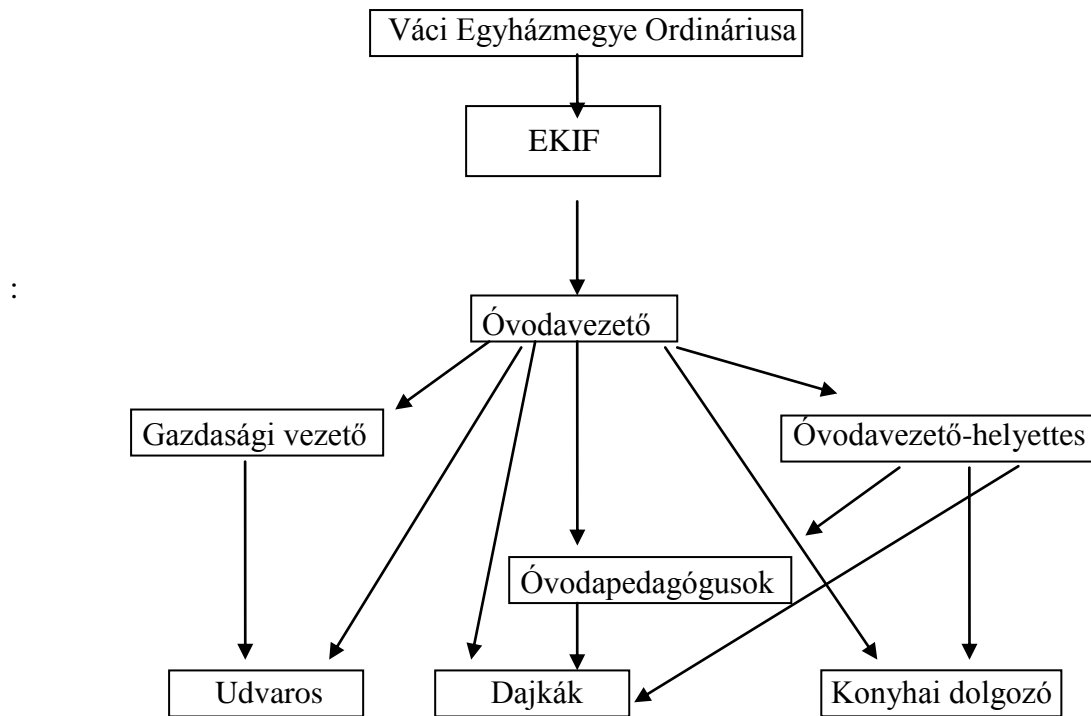 Váci Egyházmegye Ordináriusa
EKIF
:
Óvodavezető
Gazdasági vezető
Óvodavezető-helyettes
Óvodapedagógusok
Udvaros
Dajkák
Konyhai dolgozó